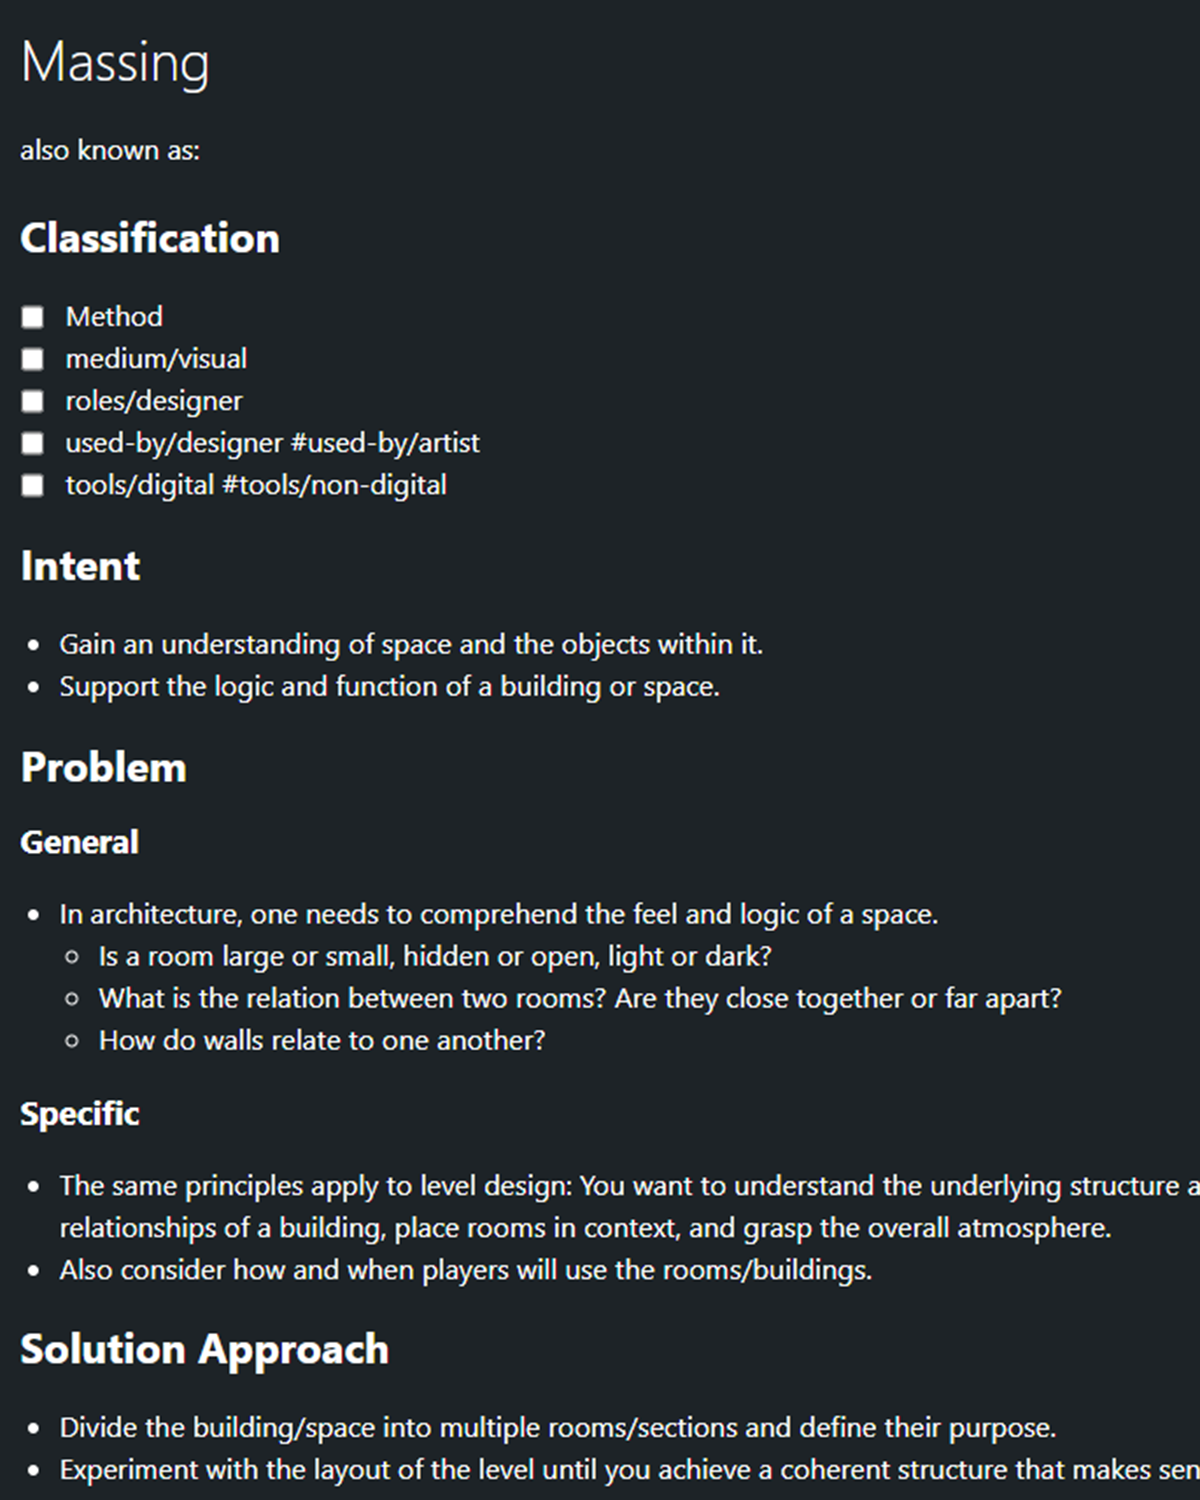 Massing
also known as:
Classification
Method
medium/visual
roles/designer
used-by/designer #used-by/artist
tools/digital #tools/non-digital
Intent
Gain an understanding of space and the objects within it.
Support the logic and function of a building or space.
Problem
General
In architecture, one needs to comprehend the feel and logic of a space.
Is a room large or small, hidden or open, light or dark?
What is the relation between two rooms? Are they close together or far apart?
How do walls relate to one another?
Specific
The same principles apply to level design: You want to understand the underlying structure
relationships of a building, place rooms in context, and grasp the overall atmosphere.
Also consider how and when players will use the rooms/buildings.
Solution Approach
Divide the building/space into multiple rooms/sections and define their purpose.
Experiment with the layout of the level until you achieve a coherent structure that makes